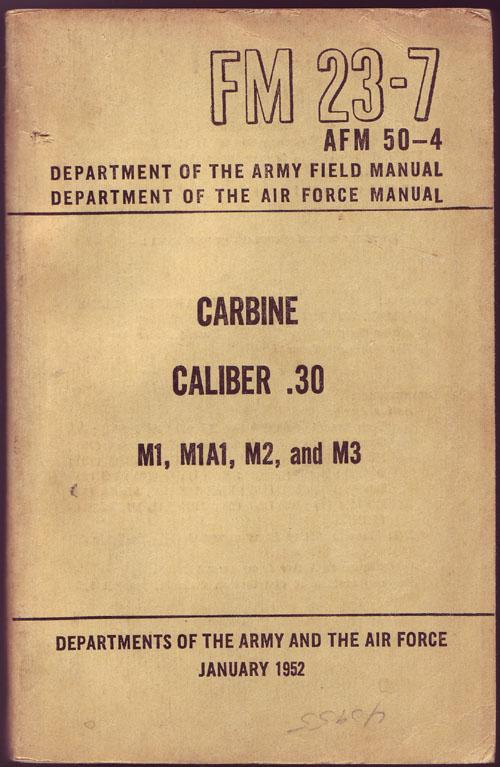 FM 23-7
AFM 50-4
DEPARTMENT OF THE ARMY FIELD MANUAL
DEPARTMENT OF THE AIR FORCE MANUAL
CARBINE
CALIBER .30
M1, M1A1, M2, and M3
DEPARTMENTS OF THE ARMY AND THE AIR FORCE
JANUARY 1952